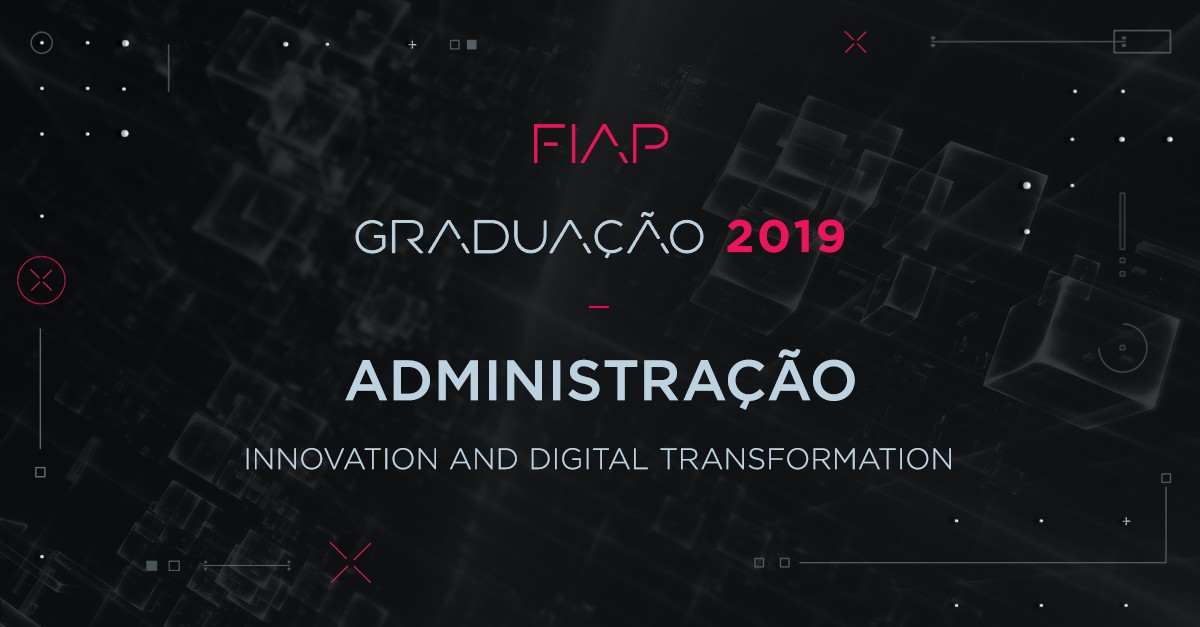 FIAP
GRADUAÇÃO 2019
ADMINISTRAÇÃO
INNOVATION AND DIGITAL TRANSFORMATION